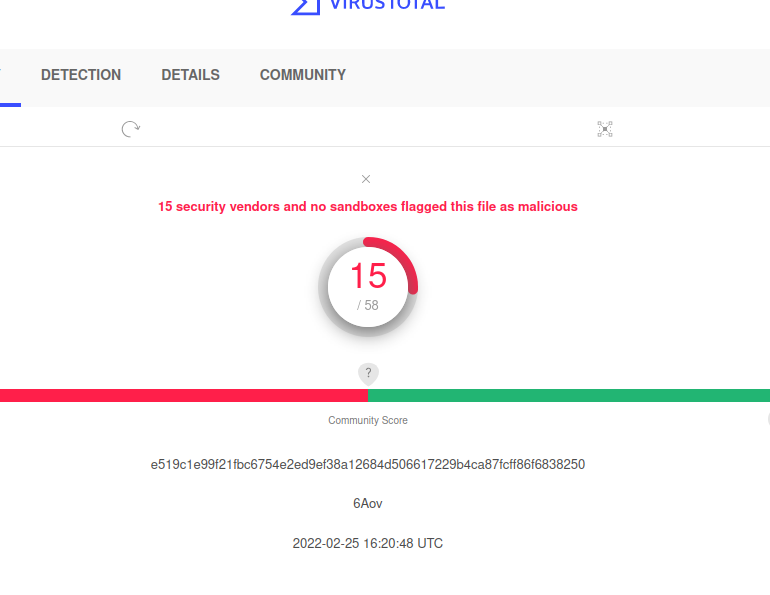 VIRUSTOTAL
DETECTION DETAILS COMMUNITY
15 security vendors and no sandboxes flagged this file as malicious
15
/ 58
?
Community Score
e519c1e99f21fbc6754e2ed9ef38a12684d506617229b4ca87fcff86f6838250
6Aov
2022-02-25 16:20:48 UTC